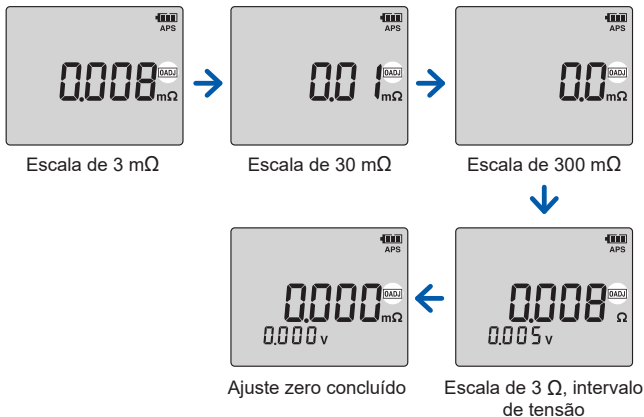 APS
0.008 0ADJ mΩ
Escala de 3 mΩ
APS
0.01 0ADJ mΩ
Escala de 30 mΩ
APS
0.0 0ADJ mΩ
Escala de 300 mΩ
APS
0.008 0ADJ Ω
0.005 v
Escala de 3 Ω, intervalo
de tensão
APS
0.000 0ADJ mΩ
0.000 v
Ajuste zero concluído